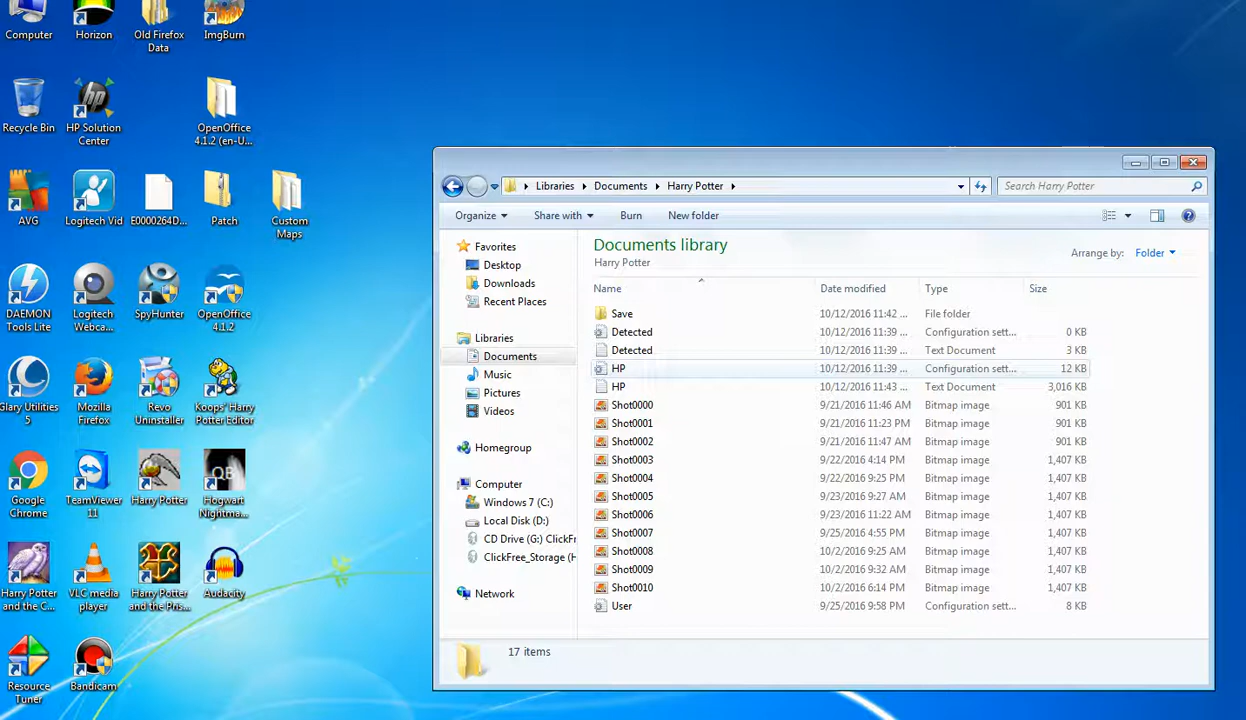 Computer
Horizon
Old Firefox
Data
ImgBurn
Recycle Bin
HP Solution
Center
OpenOffice
4.1.2 (en-U...
AVG
Logitech Vid
E0000264D...
Patch
Custom
Maps
DAEMON
Tools Lite
Logitech
Webca...
SpyHunter
OpenOffice
4.1.2
Glary Utilities
5
Mozilla
Firefox
Revo
Uninstaller
Koops' Harry
Potter Editor
Google
Chrome
TeamViewer
11
Harry Potter
Hogwart
Nightma...
Harry Potter
and the C...
VLC media
player
Harry Potter
and the Pris...
Audacity
Resource
Tuner
Bandicam
Libraries Documents Harry Potter
Search Harry Potter
Organize Share with Burn New folder
Favorites
Desktop
Downloads
Recent Places
Libraries
Documents
Music
Pictures
Videos
Homegroup
Computer
Windows 7 (C:)
Local Disk (D:)
CD Drive (G:) ClickFr
ClickFree_Storage (H
Network
Documents library
Harry Potter
Arrange by: Folder
Name Date modified Type Size
Save 10/12/2016 11:42 ... File folder
Detected 10/12/2016 11:39 ... Configuration sett... 0 KB
Detected 10/12/2016 11:39 ... Text Document 3 KB
HP 10/12/2016 11:39 ... Configuration sett... 12 KB
HP 10/12/2016 11:43 ... Text Document 3,016 KB
Shot0000 9/21/2016 11:46 AM Bitmap image 901 KB
Shot0001 9/21/2016 11:23 PM Bitmap image 901 KB
Shot0002 9/21/2016 11:47 AM Bitmap image 901 KB
Shot0003 9/22/2016 4:14 PM Bitmap image 1,407 KB
Shot0004 9/22/2016 9:25 PM Bitmap image 1,407 KB
Shot0005 9/23/2016 9:27 AM Bitmap image 1,407 KB
Shot0006 9/23/2016 11:22 AM Bitmap image 1,407 KB
Shot0007 9/23/2016 4:55 PM Bitmap image 1,407 KB
Shot0008 10/2/2016 9:25 AM Bitmap image 1,407 KB
Shot0009 10/2/2016 9:32 AM Bitmap image 1,407 KB
Shot0010 10/2/2016 6:14 PM Bitmap image 1,407 KB
User 9/25/2016 9:58 PM Configuration sett... 8 KB
17 items